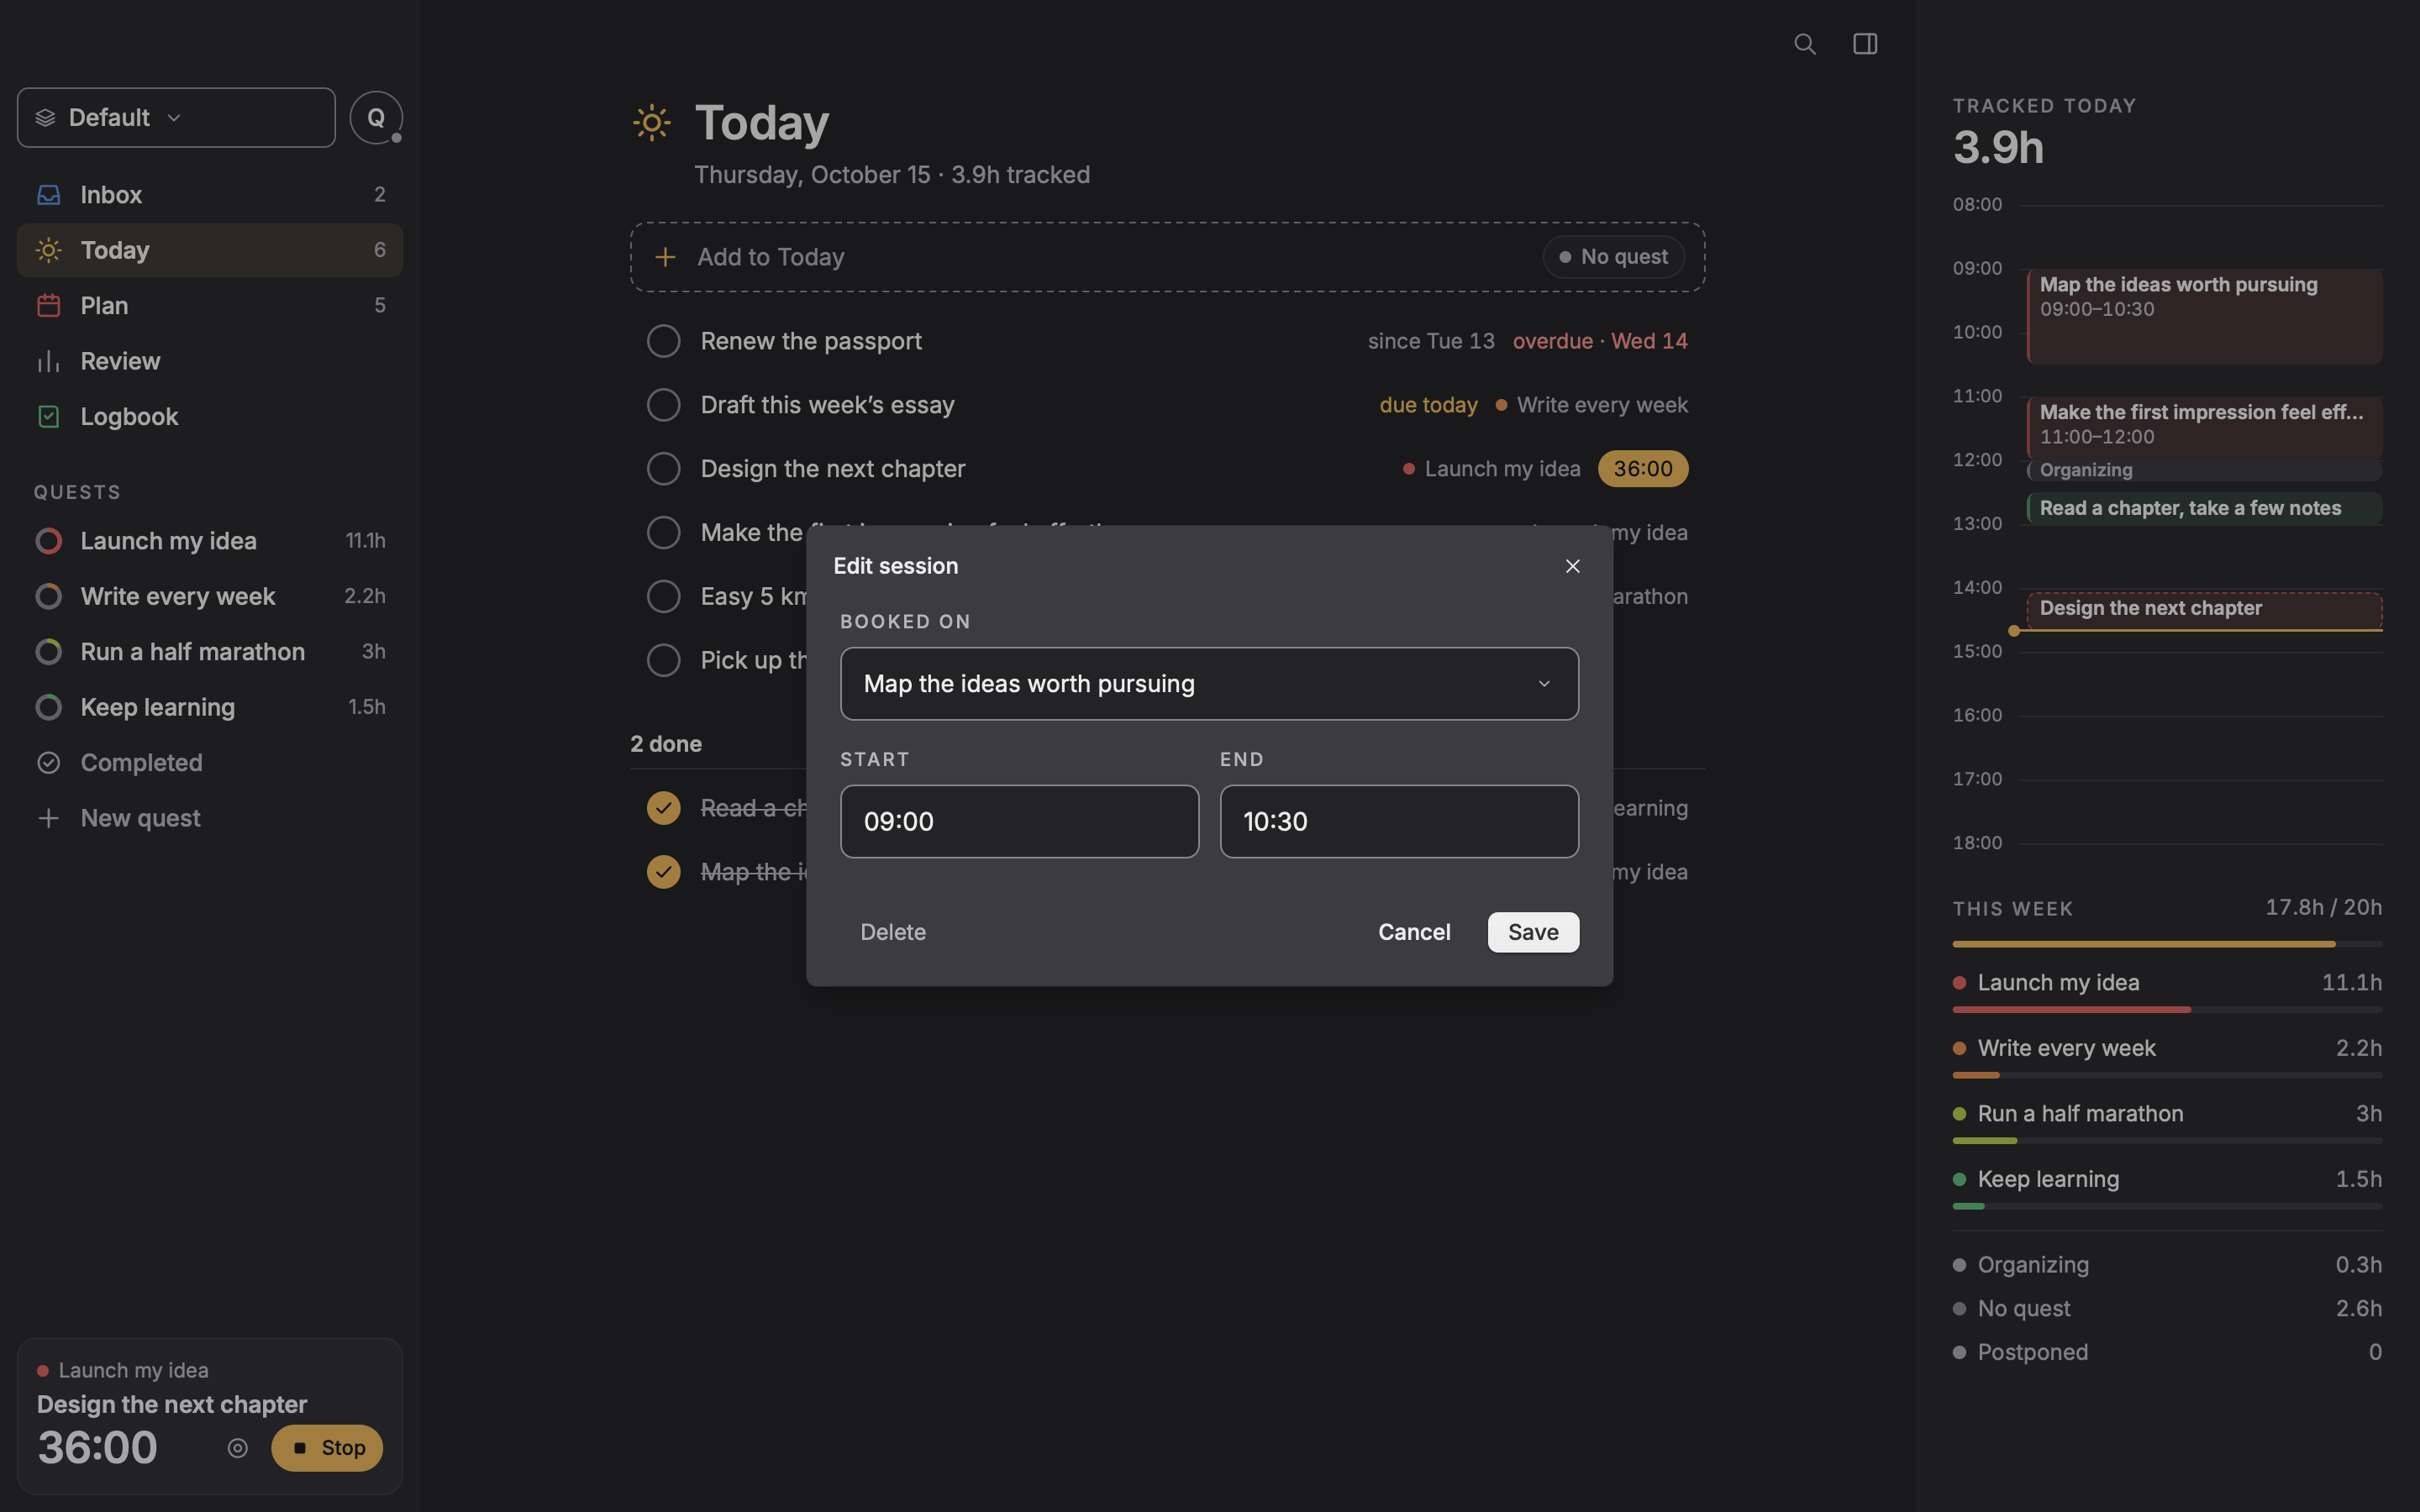 Default
Q
Inbox 2
Today 6
Plan 5
Review
Logbook
QUESTS
Launch my idea 11.1h
Write every week 2.2h
Run a half marathon 3h
Keep learning 1.5h
Completed
New quest
Launch my idea
Design the next chapter
36:00 Stop
Today
Thursday, October 15 · 3.9h tracked
Add to Today No quest
Renew the passport since Tue 13 overdue · Wed 14
Draft this week’s essay due today Write every week
Design the next chapter Launch my idea 36:00
Make the my idea
Easy 5 km
Pick up
2 done
Read a
Map the my idea
Edit session
BOOKED ON
Map the ideas worth pursuing
START END
09:00 10:30
Delete Cancel Save
TRACKED TODAY
3.9h
08:00
09:00
Map the ideas worth pursuing
09:00–10:30
10:00
11:00
Make the first impression feel eff...
11:00–12:00
12:00
Organizing
Read a chapter, take a few notes
13:00
14:00
Design the next chapter
15:00
16:00
17:00
18:00
THIS WEEK 17.8h / 20h
Launch my idea 11.1h
Write every week 2.2h
Run a half marathon 3h
Keep learning 1.5h
Organizing 0.3h
No quest 2.6h
Postponed 0